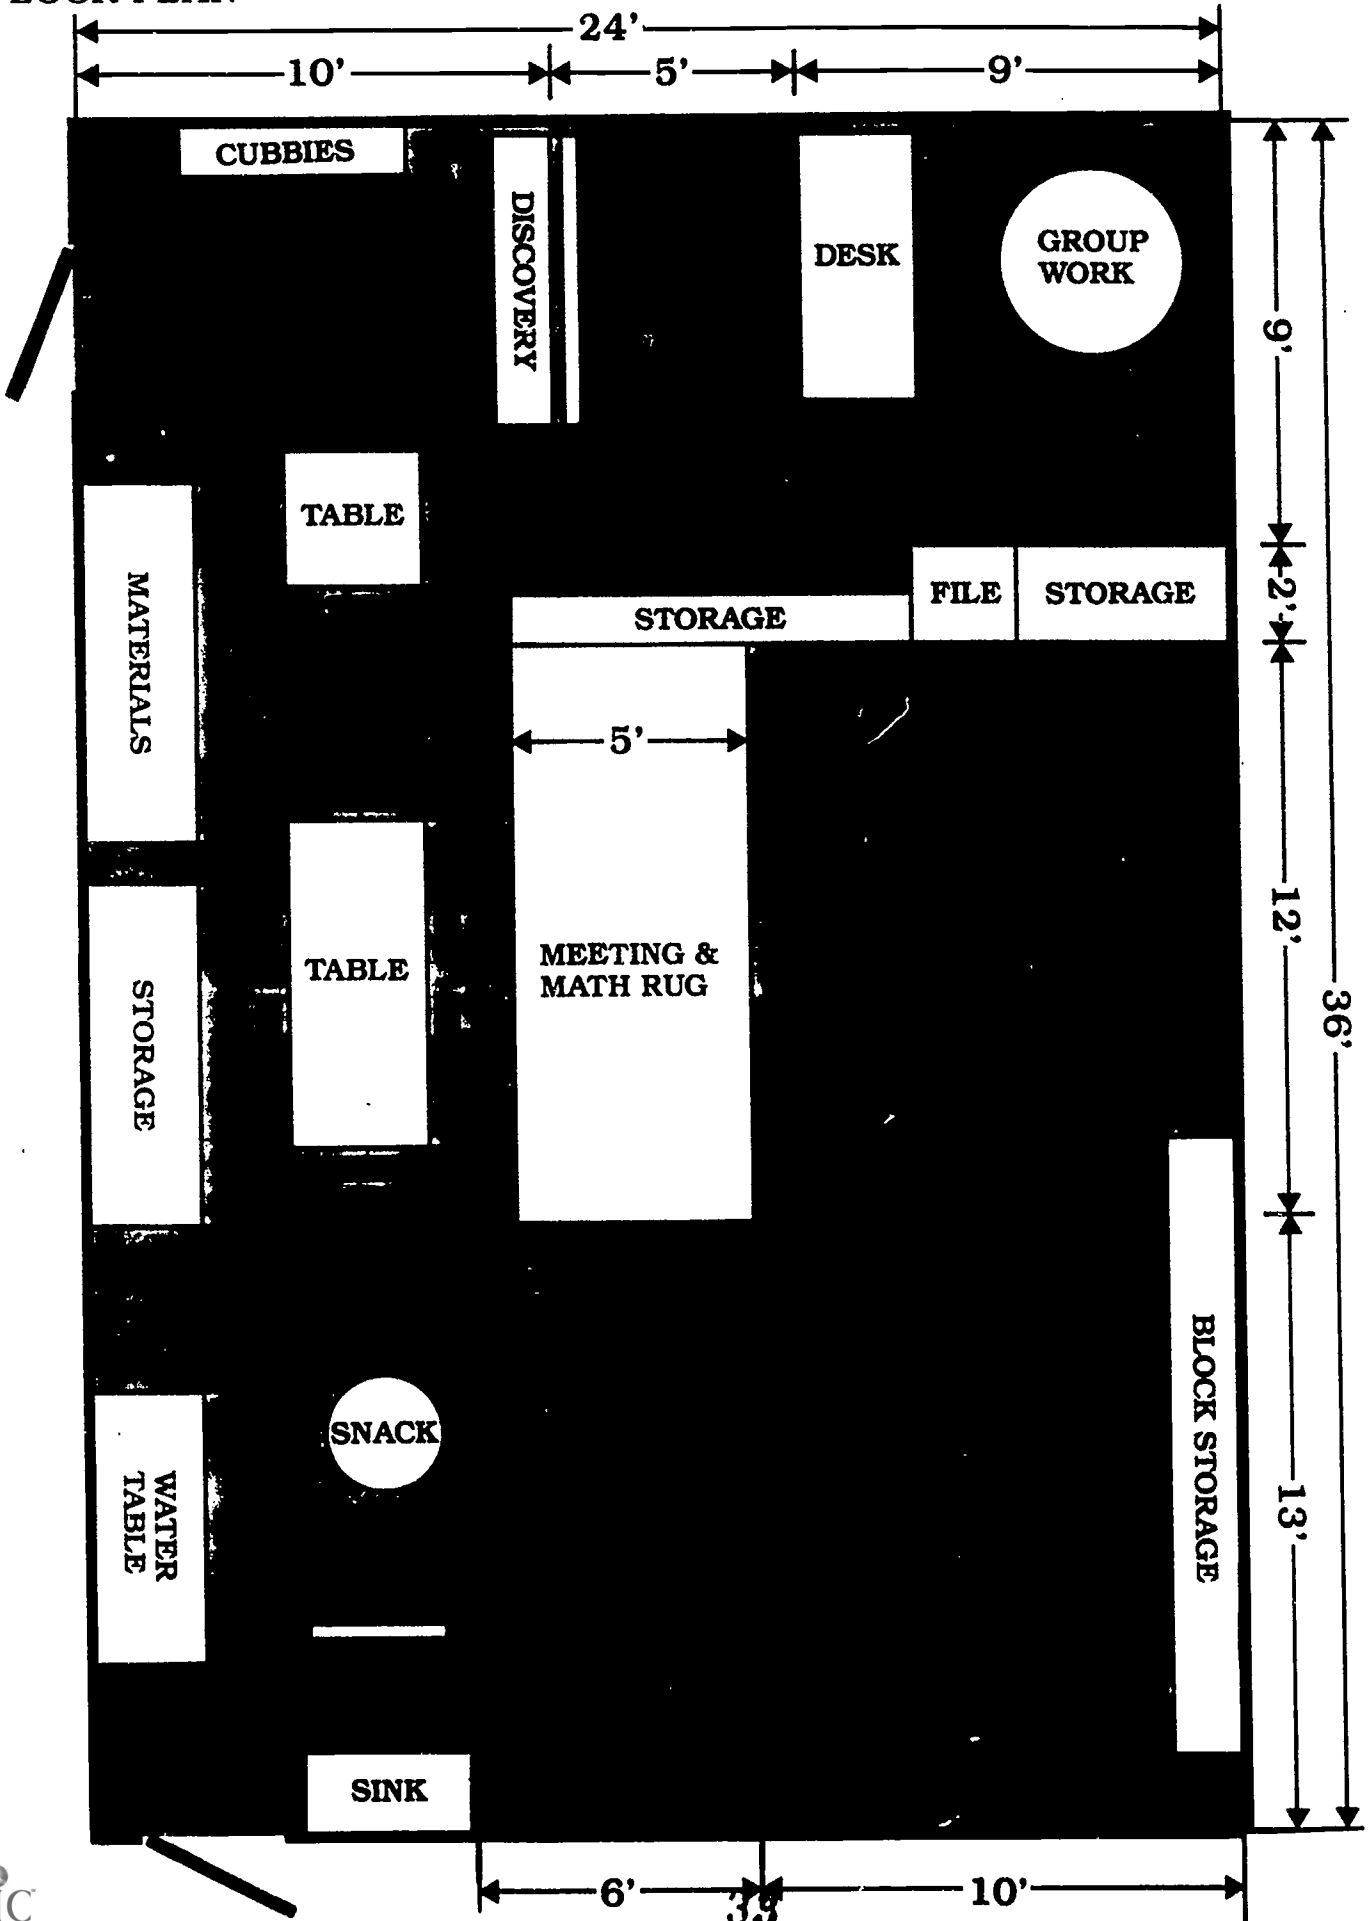 24'
10'
5'
9'
CUBBIES
DISCOVERY
DESK
GROUP
WORK
9'
TABLE
MATERIALS
FILE
STORAGE
2'
STORAGE
5'
12'
36'
MEETING &
MATH RUG
TABLE
STORAGE
SNACK
BLOCK STORAGE
13'
WATER
TABLE
SINK
6'
10'